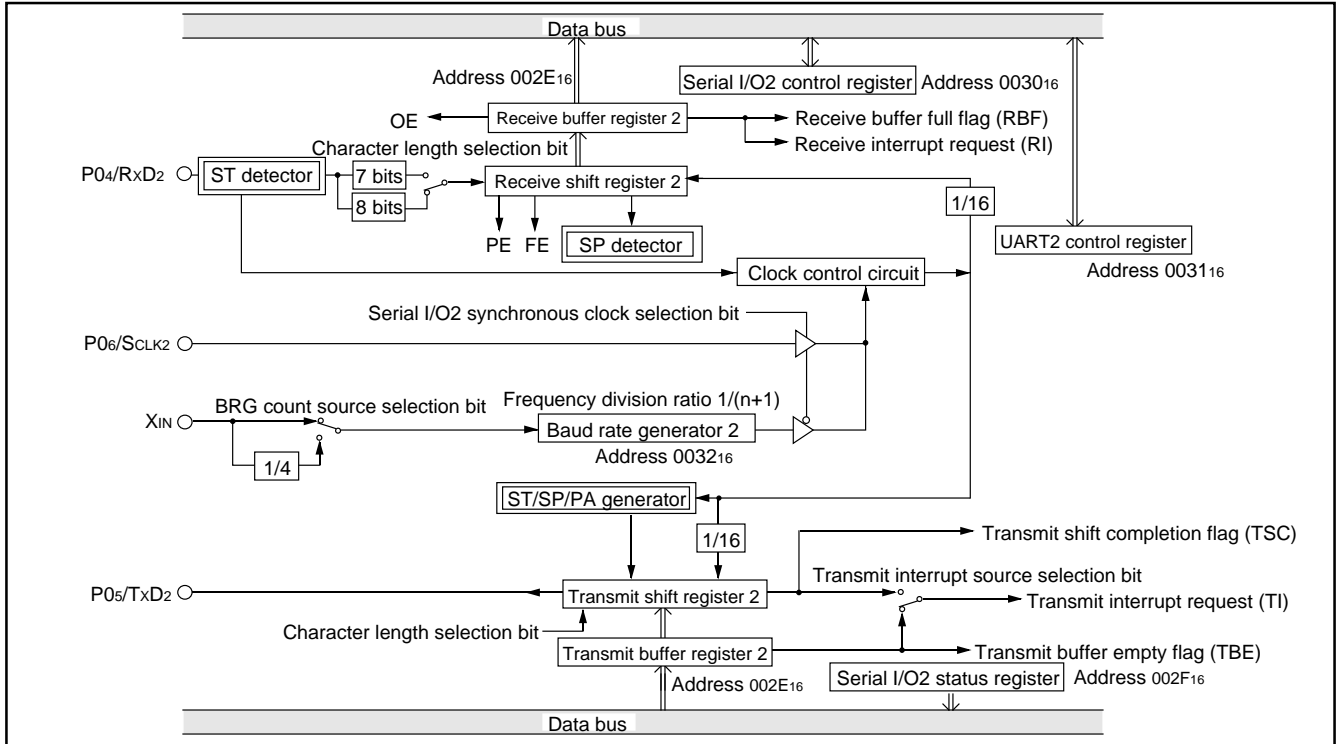 Data bus
Address 002E16
Serial I/O2 control register Address 003016
OE
Receive buffer register 2
Receive buffer full flag (RBF)
Receive interrupt request (RI)
Character length selection bit
P04/RXD2
ST detector
7 bits
8 bits
Receive shift register 2
1/16
PE FE
SP detector
UART2 control register
Address 003116
Clock control circuit
Serial I/O2 synchronous clock selection bit
P06/SCLK2
XIN
BRG count source selection bit
Frequency division ratio 1/(n+1)
Baud rate generator 2
Address 003216
1/4
ST/SP/PA generator
1/16
Transmit shift completion flag (TSC)
Transmit interrupt source selection bit
P05/TXD2
Transmit shift register 2
Transmit interrupt request (TI)
Character length selection bit
Transmit buffer register 2
Transmit buffer empty flag (TBE)
Address 002E16
Serial I/O2 status register Address 002F16
Data bus